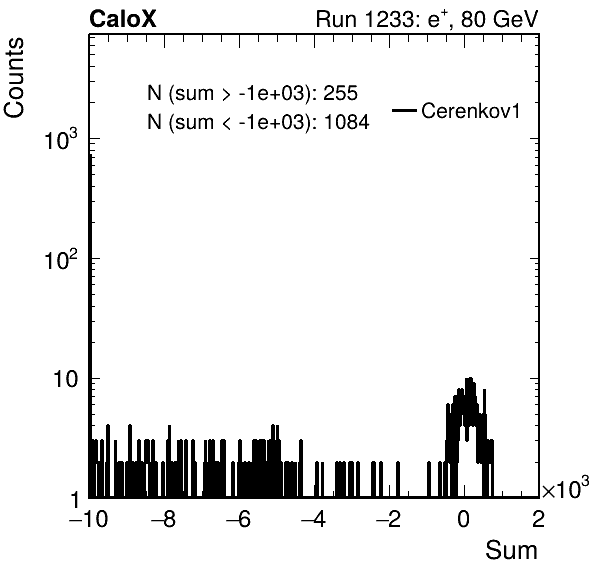 CaloX Run 1233: e⁺, 80 GeV
Counts
N (sum > -1e+03): 255
N (sum < -1e+03): 1084
Cerenkov1
10³
10²
10
1
−10 −8 −6 −4 −2 0 2
×10³
Sum